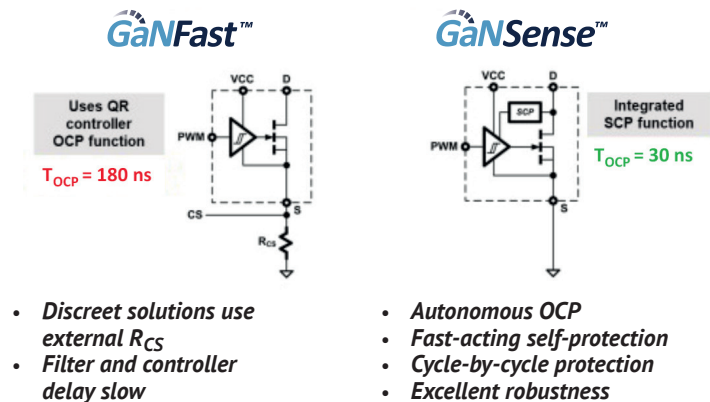 GaNFast™
Uses QR
controller
OCP function
TOCP = 180 ns
VCC
D
PWM
S
CS
RCS
• Discreet solutions use
external RCS
• Filter and controller
delay slow
GaNSense™
VCC
D
SCP
PWM
S
Integrated
SCP function
TOCP = 30 ns
• Autonomous OCP
• Fast-acting self-protection
• Cycle-by-cycle protection
• Excellent robustness